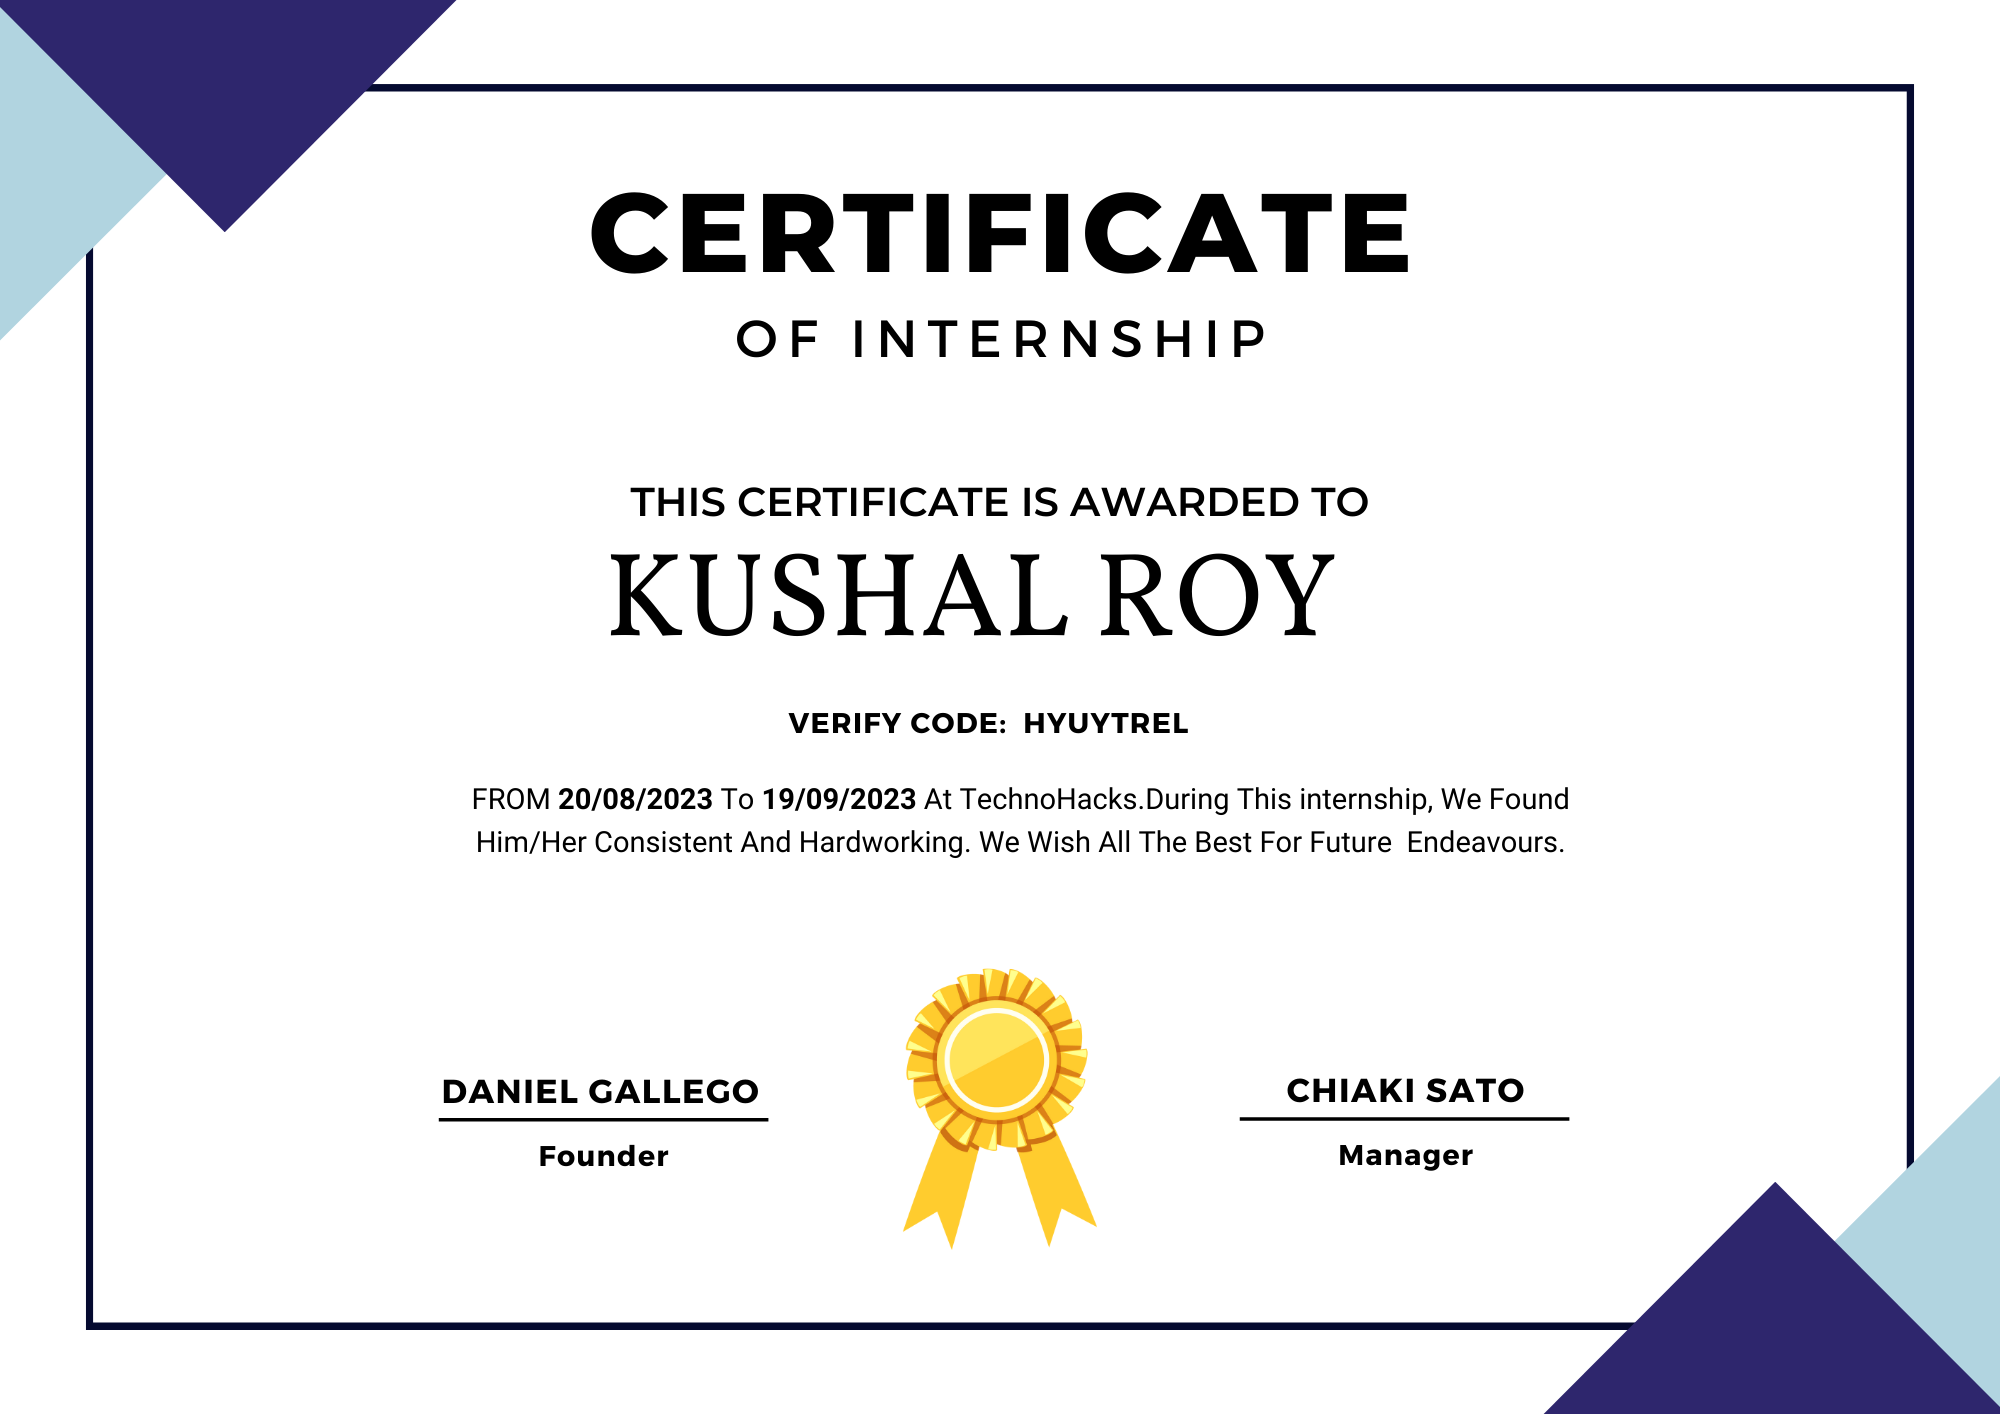 CERTIFICATE
OF INTERNSHIP
THIS CERTIFICATE IS AWARDED TO
KUSHAL ROY
VERIFY CODE:  HYUYTREL
FROM 20/08/2023 To 19/09/2023 At TechnoHacks.During This internship, We Found
Him/Her Consistent And Hardworking. We Wish All The Best For Future  Endeavours.
DANIEL GALLEGO
Founder
CHIAKI SATO
Manager